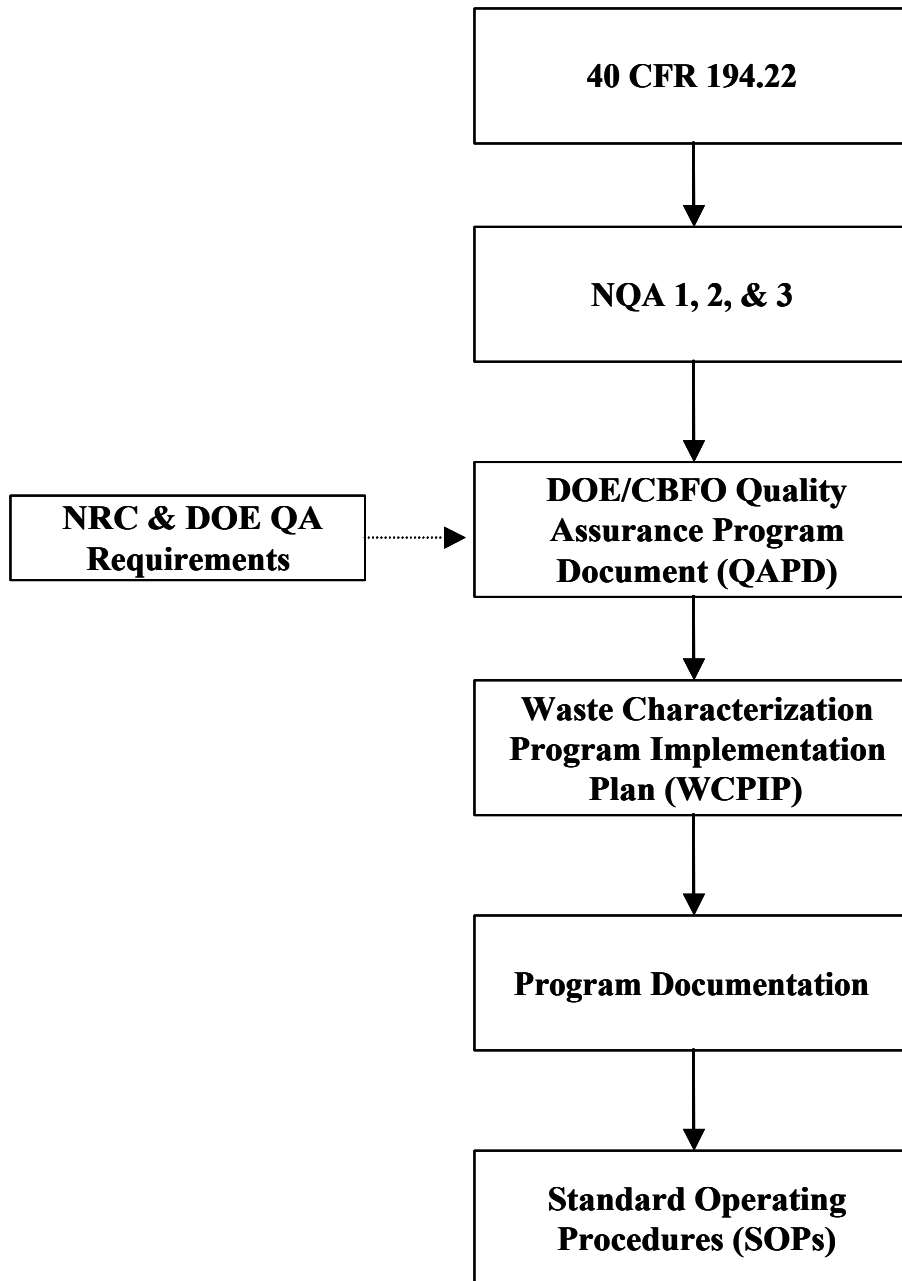 40 CFR 194.22
NQA 1, 2, & 3
NRC & DOE QA
Requirements
DOE/CBFO Quality
Assurance Program
Document (QAPD)
Waste Characterization
Program Implementation
Plan (WCPIP)
Program Documentation
Standard Operating
Procedures (SOPs)